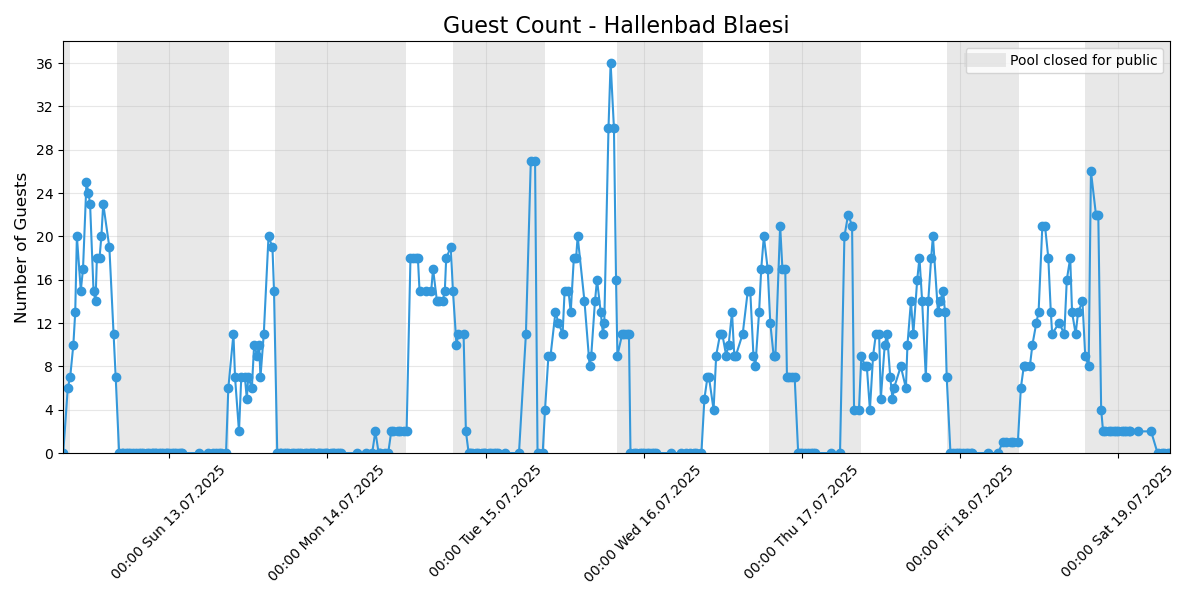 Guest Count - Hallenbad Blaesi
Pool closed for public
Number of Guests
36
32
28
24
20
16
12
8
4
0
00:00 Sun 13.07.2025
00:00 Mon 14.07.2025
00:00 Tue 15.07.2025
00:00 Wed 16.07.2025
00:00 Thu 17.07.2025
00:00 Fri 18.07.2025
00:00 Sat 19.07.2025